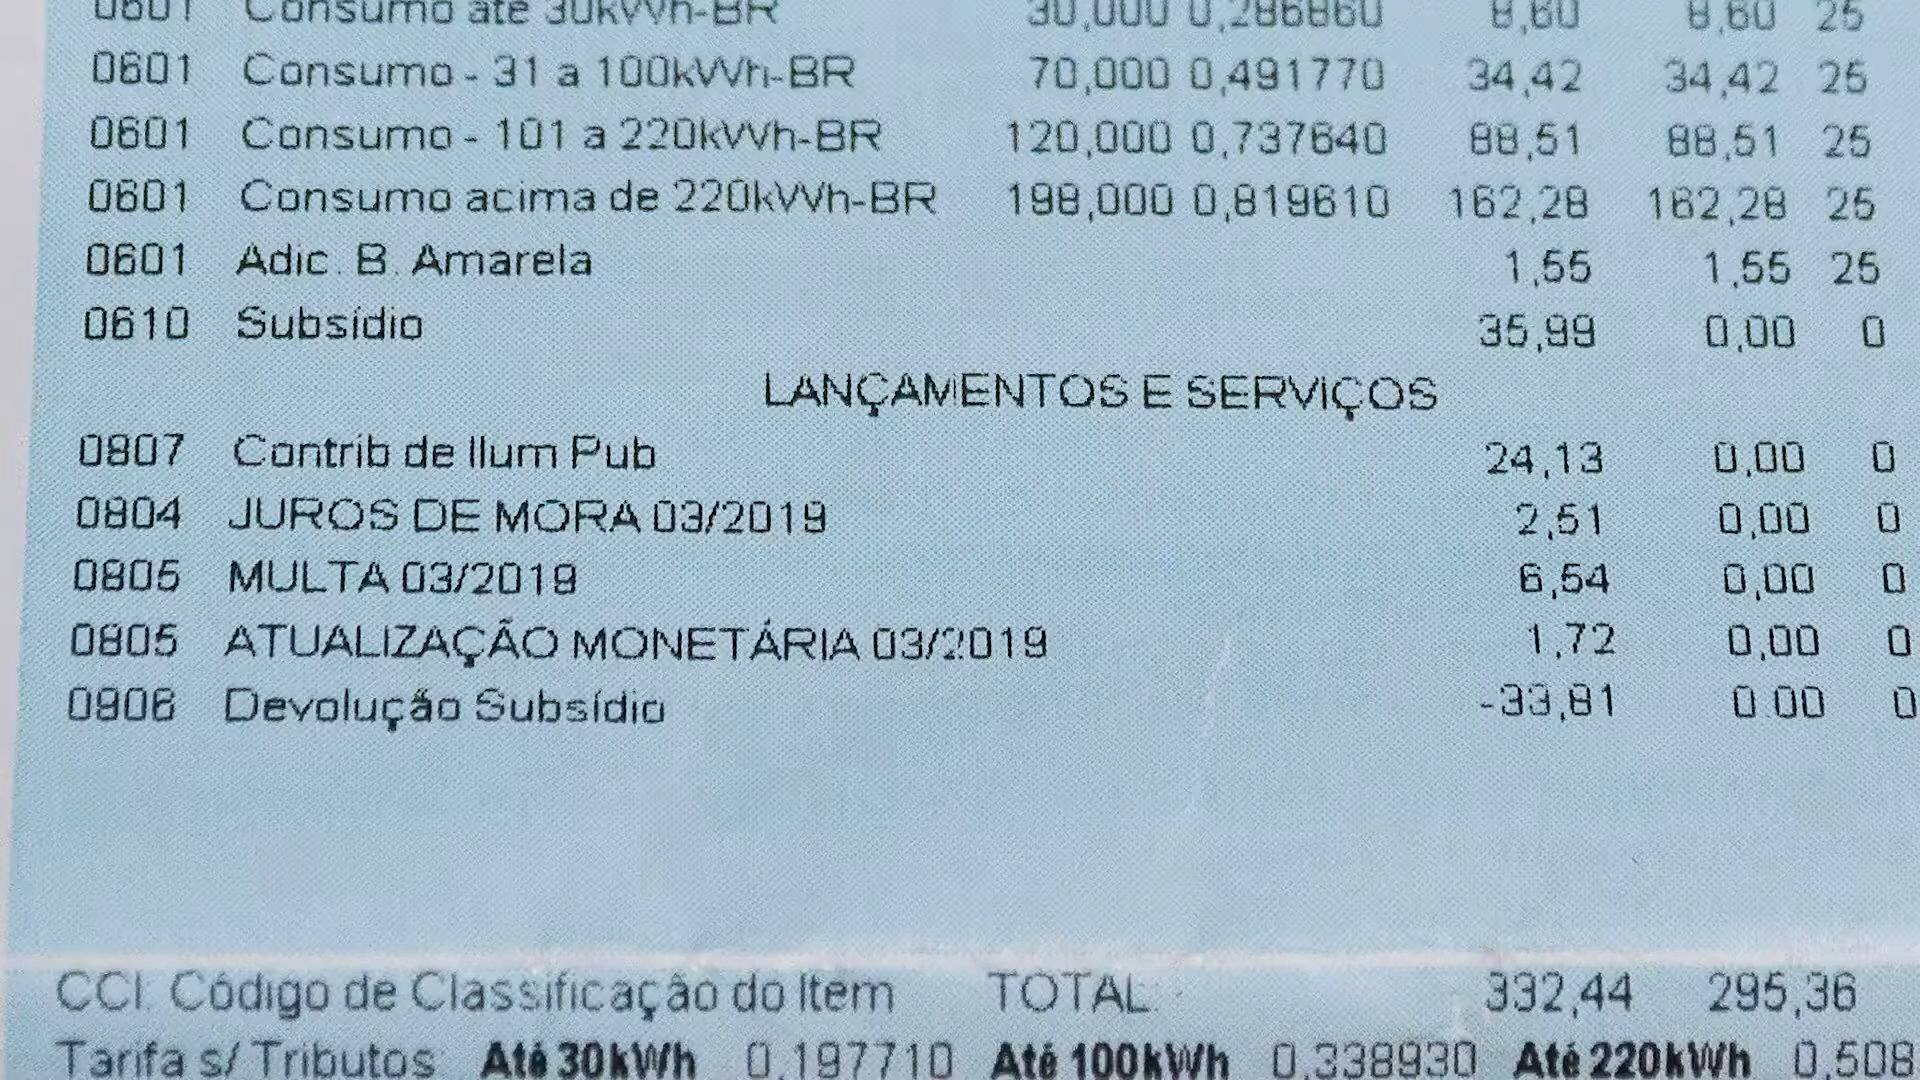 0601 Consumo até 30kWh-BR 30,000 0,286860 8,60 8,60 25
0601 Consumo - 31 a 100kWh-BR 70,000 0,491770 34,42 34,42 25
0601 Consumo - 101 a 220kWh-BR 120,000 0,737640 88,51 88,51 25
0601 Consumo acima de 220kWh-BR 198,000 0,819610 162,28 162,28 25
0601 Adic. B. Amarela 1,55 1,55 25
0610 Subsídio 35,99 0,00 0
LANÇAMENTOS E SERVIÇOS
0807 Contrib de Ilum Pub 24,13 0,00 0
0804 JUROS DE MORA 03/2019 2,51 0,00 0
0805 MULTA 03/2019 6,54 0,00 0
0805 ATUALIZAÇÃO MONETÁRIA 03/2019 1,72 0,00 0
0906 Devolução Subsídio -33,81 0.00 0
CCI: Código de Classificação do Item TOTAL: 332,44 295,36
Tarifa s/ Tributos: Até 30kWh 0,197710 Até 100kWh 0,338930 Até 220kWh 0,508